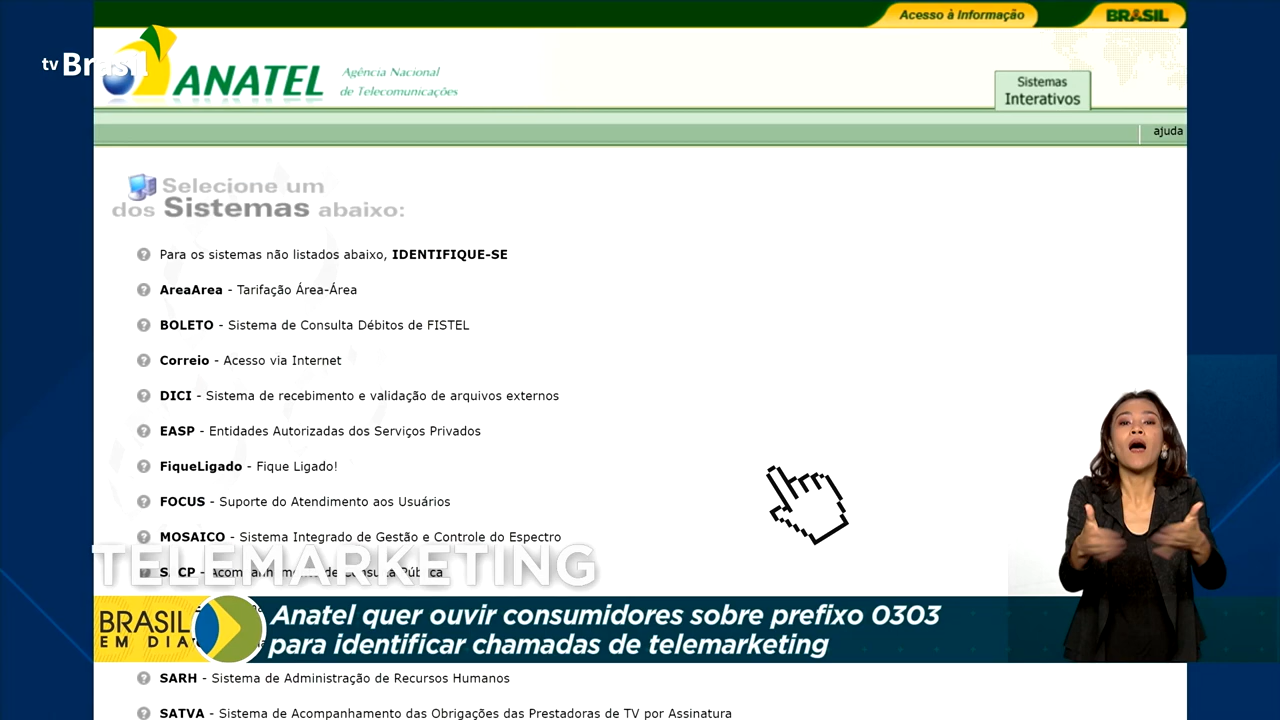 Acesso à Informação
BRASIL
tv Brasil
ANATEL
Agência Nacional
de Telecomunicações
Sistemas
Interativos
ajuda
Selecione um
dos Sistemas abaixo:
Para os sistemas não listados abaixo, IDENTIFIQUE-SE
AreaArea - Tarifação Área-Área
BOLETO - Sistema de Consulta Débitos de FISTEL
Correio - Acesso via Internet
DICI - Sistema de recebimento e validação de arquivos externos
EASP - Entidades Autorizadas dos Serviços Privados
FiqueLigado - Fique Ligado!
FOCUS - Suporte do Atendimento aos Usuários
MOSAICO - Sistema Integrado de Gestão e Controle do Espectro
TELEMARKETING
SACP - Acompanhamento de Consulta Pública
BRASIL
EM DIA
Anatel quer ouvir consumidores sobre prefixo 0303
para identificar chamadas de telemarketing
SARH - Sistema de Administração de Recursos Humanos
SATVA - Sistema de Acompanhamento das Obrigações das Prestadoras de TV por Assinatura